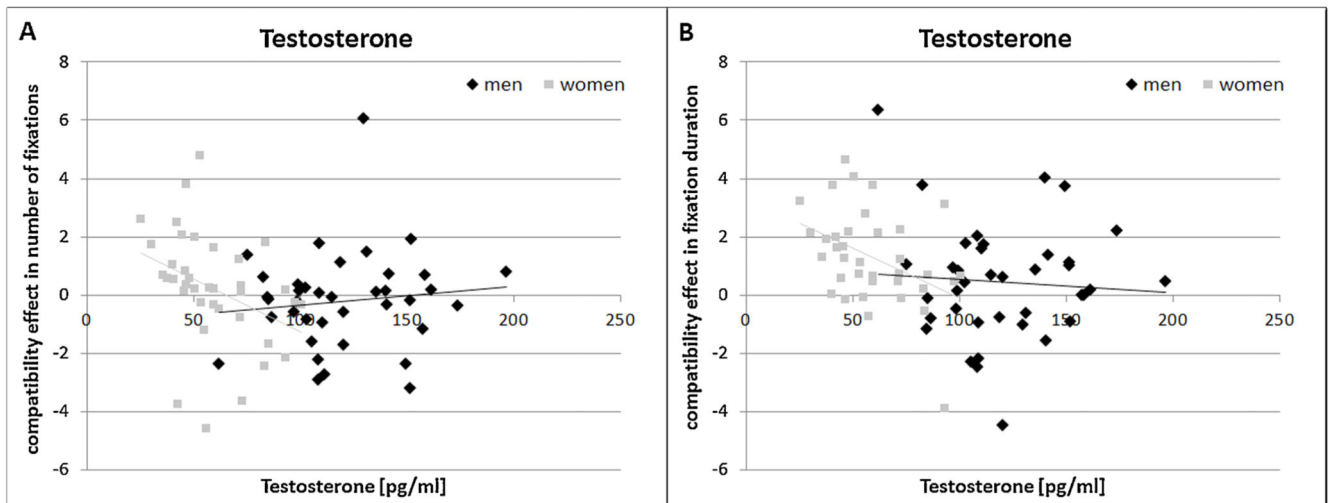 A
Testosterone
men
women
compatibility effect in number of fixations
8
6
4
2
0
-2
-4
-6
0
50
100
150
200
250
Testosterone [pg/ml]
B
Testosterone
men
women
compatibility effect in fixation duration
8
6
4
2
0
-2
-4
-6
0
50
100
150
200
250
Testosterone [pg/ml]